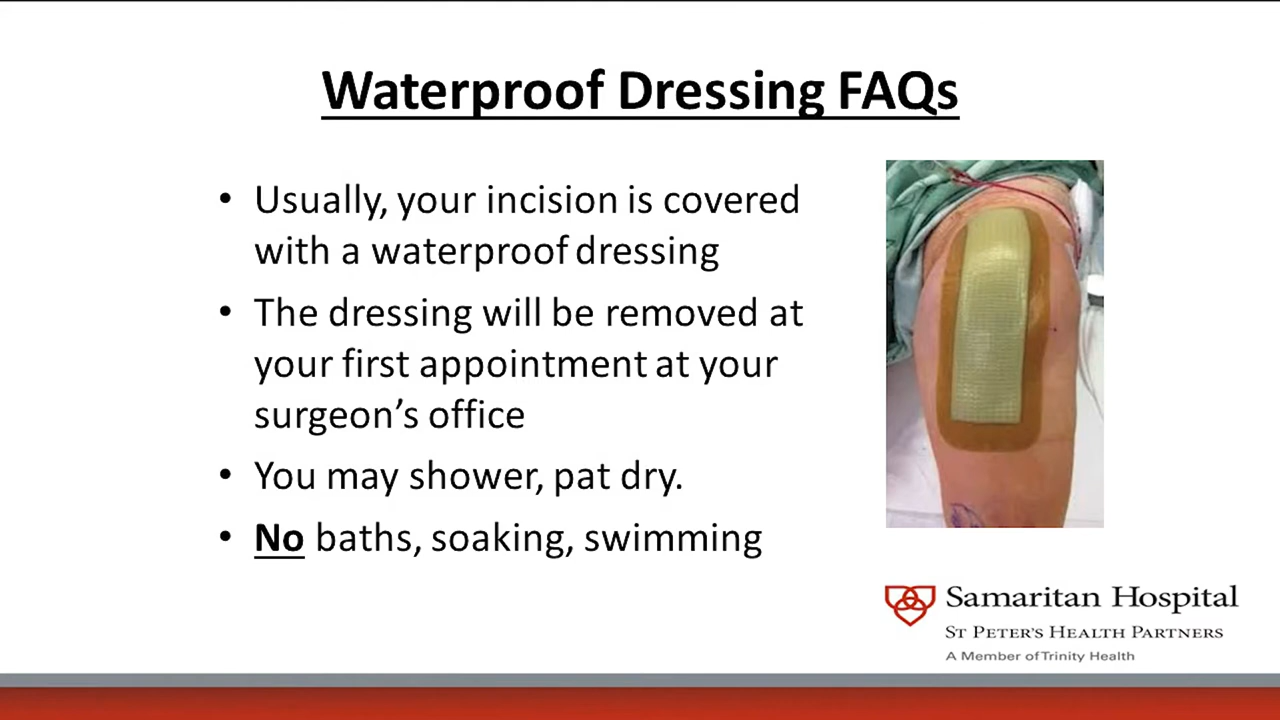 Waterproof Dressing FAQs
• Usually, your incision is covered
with a waterproof dressing
• The dressing will be removed at
your first appointment at your
surgeon’s office
• You may shower, pat dry.
• No baths, soaking, swimming
Samaritan Hospital
St Peter's Health Partners
A Member of Trinity Health